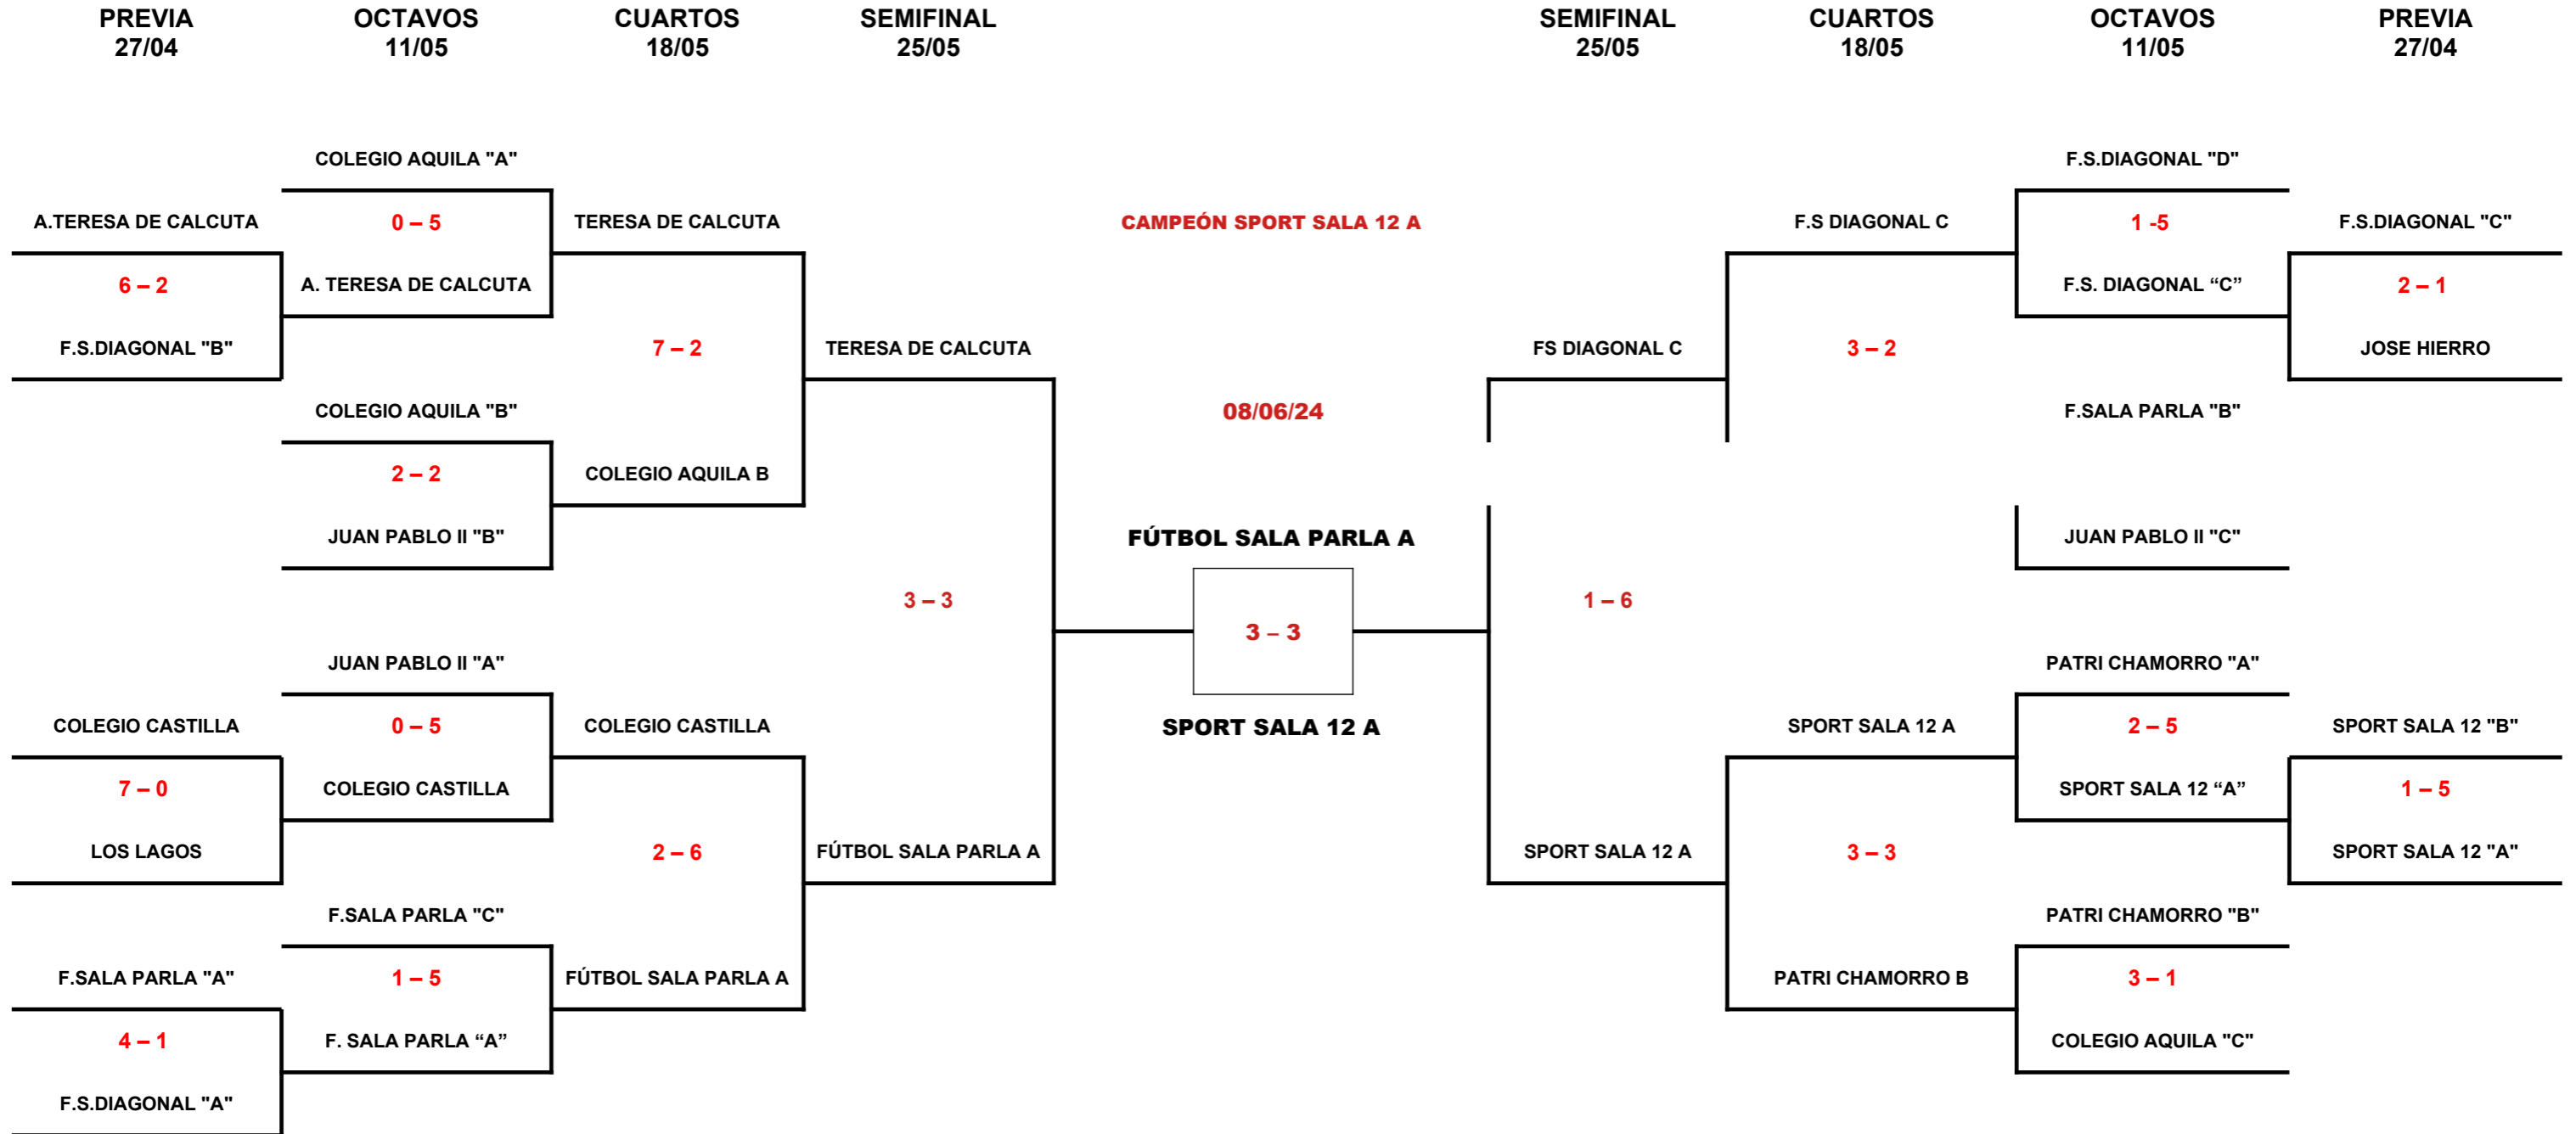 PREVIA OCTAVOS CUARTOS SEMIFINAL SEMIFINAL CUARTOS OCTAVOS PREVIA
27/04 11/05 18/05 25/05 25/05 18/05 11/05 27/04
COLEGIO AQUILA "A" F.S.DIAGONAL "D"
A.TERESA DE CALCUTA 0 – 5 TERESA DE CALCUTA CAMPEÓN SPORT SALA 12 A F.S DIAGONAL C 1 -5 F.S.DIAGONAL "C"
6 – 2 A. TERESA DE CALCUTA F.S. DIAGONAL “C” 2 – 1
F.S.DIAGONAL "B" 7 – 2 TERESA DE CALCUTA FS DIAGONAL C 3 – 2 JOSE HIERRO
COLEGIO AQUILA "B" 08/06/24 F.SALA PARLA "B"
2 – 2 COLEGIO AQUILA B
JUAN PABLO II "B" FÚTBOL SALA PARLA A JUAN PABLO II "C"
3 – 3 1 – 6
3 – 3
JUAN PABLO II "A" PATRI CHAMORRO "A"
COLEGIO CASTILLA 0 – 5 COLEGIO CASTILLA SPORT SALA 12 A SPORT SALA 12 A 2 – 5 SPORT SALA 12 "B"
7 – 0 COLEGIO CASTILLA SPORT SALA 12 “A” 1 – 5
LOS LAGOS 2 – 6 FÚTBOL SALA PARLA A SPORT SALA 12 A 3 – 3 SPORT SALA 12 "A"
F.SALA PARLA "C" PATRI CHAMORRO "B"
F.SALA PARLA "A" 1 – 5 FÚTBOL SALA PARLA A PATRI CHAMORRO B 3 – 1
4 – 1 F. SALA PARLA “A” COLEGIO AQUILA "C"
F.S.DIAGONAL "A"